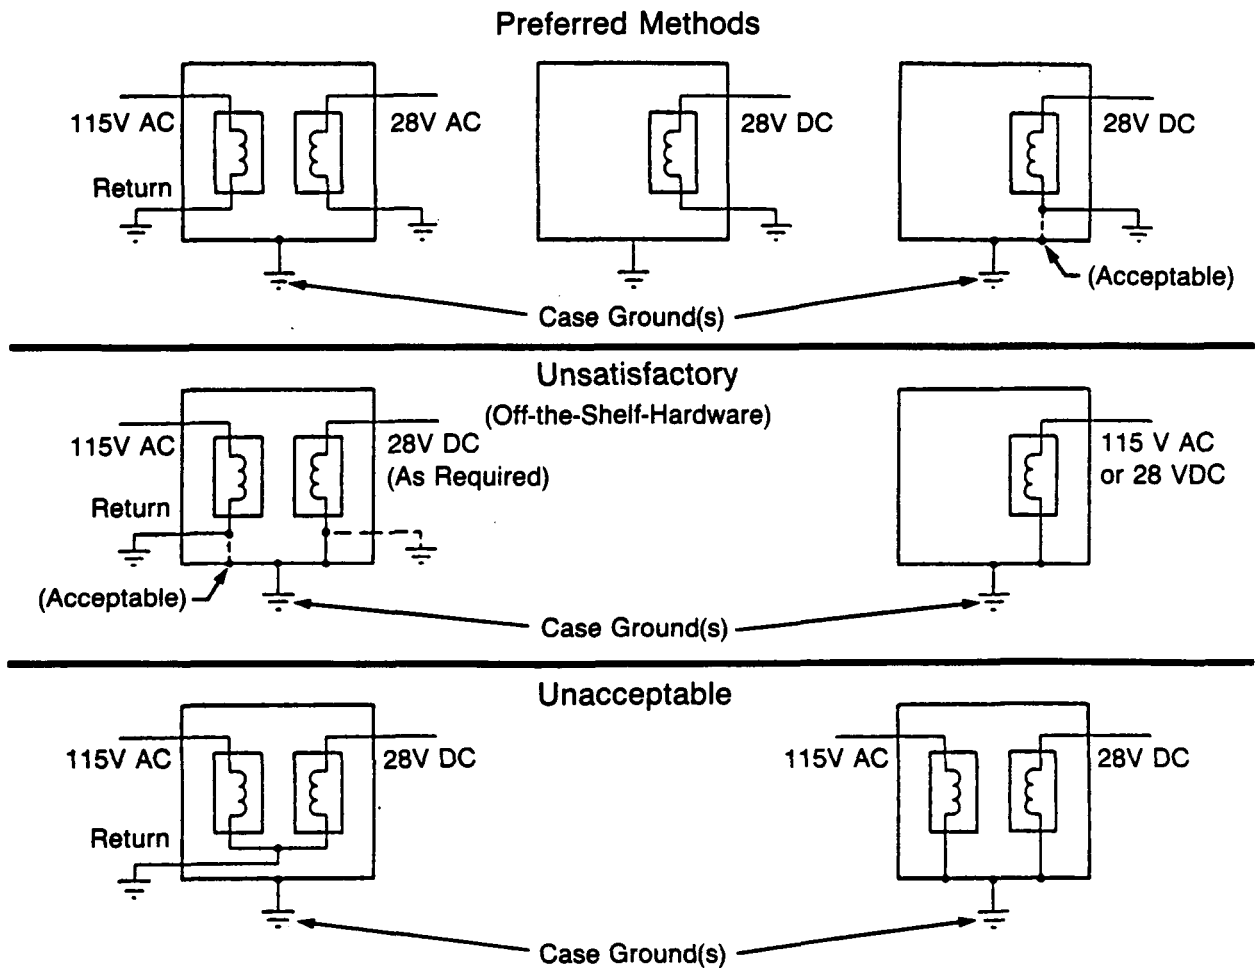 Preferred Methods
115V AC
28V AC
28V DC
28V DC
Return
(Acceptable)
Case Ground(s)
Unsatisfactory
(Off-the-Shelf-Hardware)
115V AC
28V DC
(As Required)
115 V AC
or 28 VDC
Return
(Acceptable)
Case Ground(s)
Unacceptable
115V AC
28V DC
115V AC
28V DC
Return
Case Ground(s)